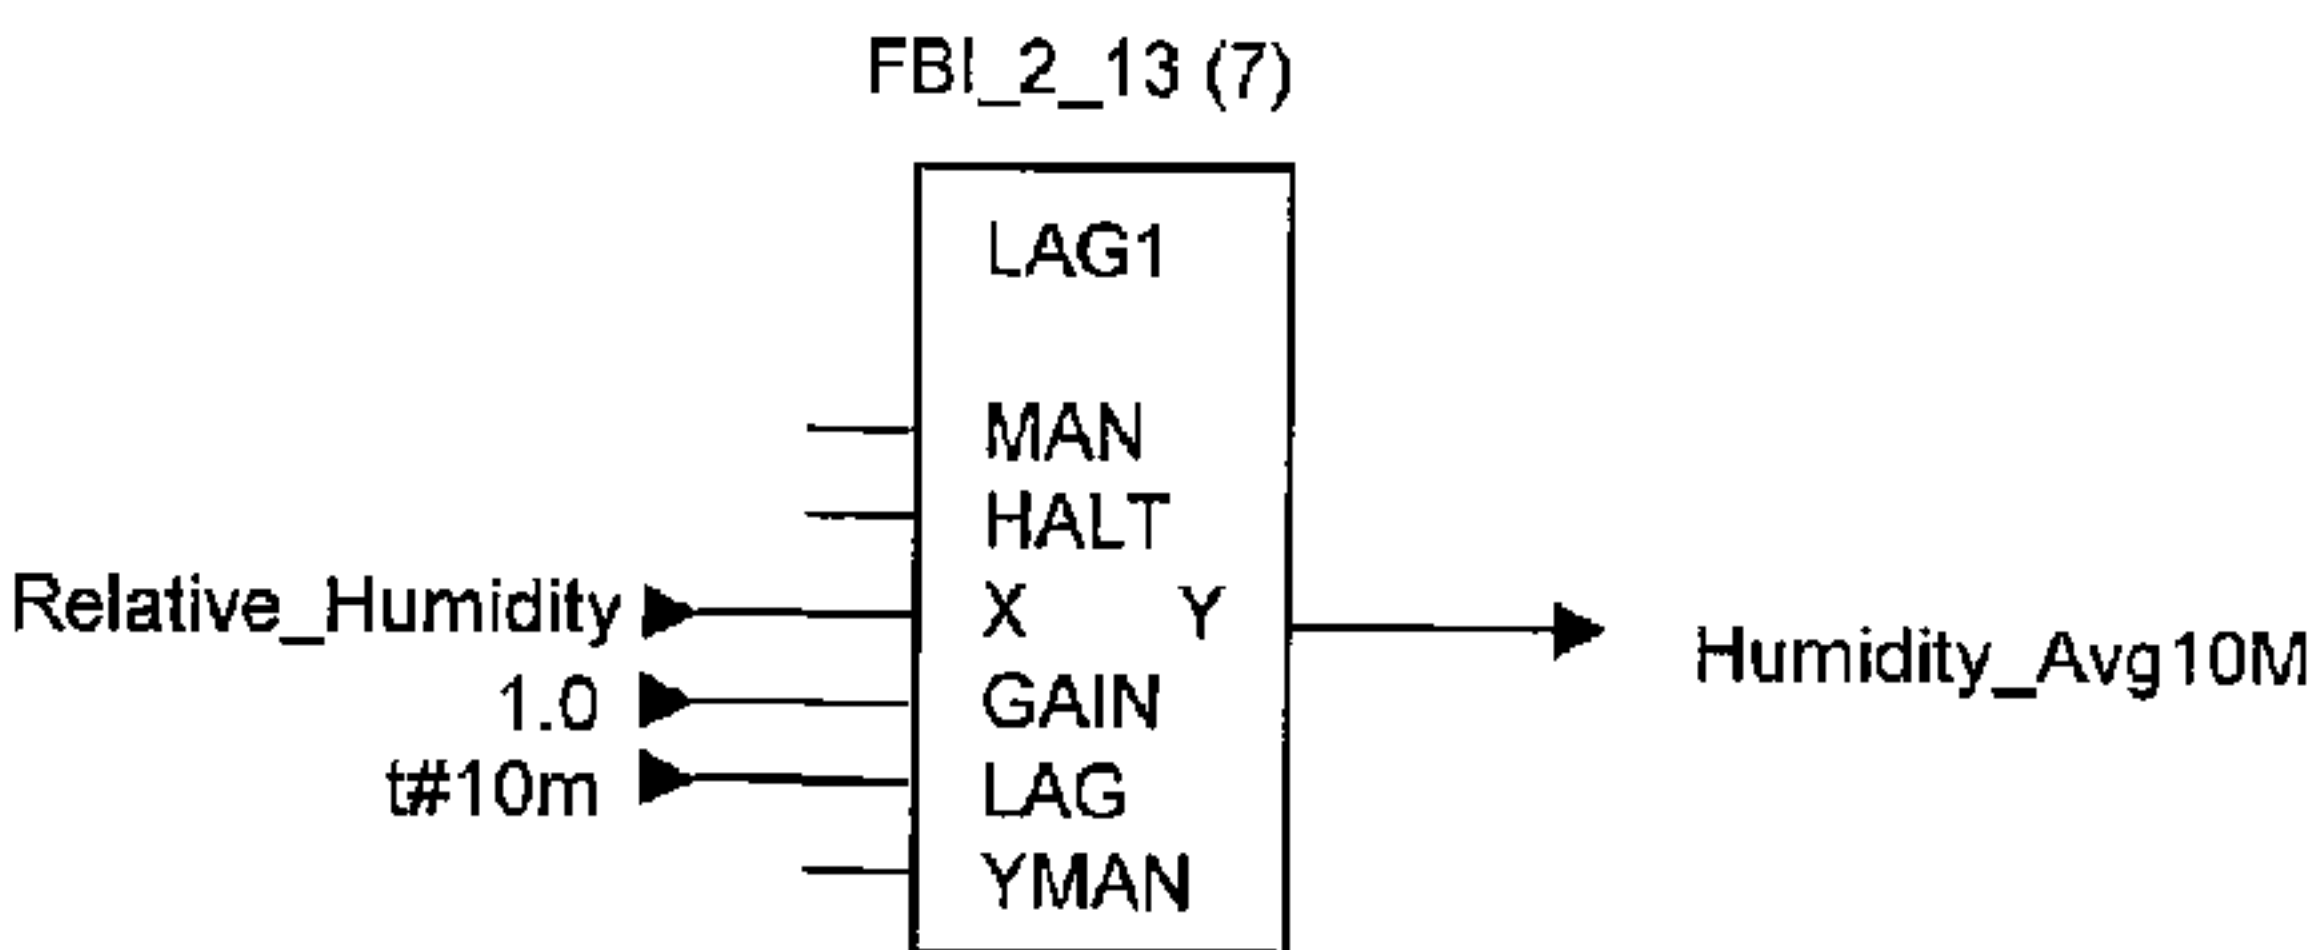 FBI_2_13 (7)
LAG1
MAN
HALT
Relative_Humidity X Y Humidity_Avg10M
1.0 GAIN
t#10m LAG
YMAN